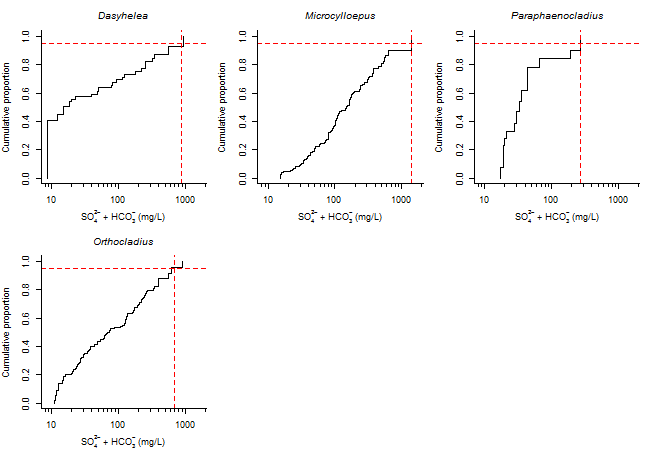 Dasyhelea
Microcylloepus
Paraphaenocladius
Cumulative proportion
0.0 0.2 0.4 0.6 0.8 1.0
10 100 1000
SO₄²⁻ + HCO₃⁻ (mg/L)
Cumulative proportion
0.0 0.2 0.4 0.6 0.8 1.0
10 100 1000
SO₄²⁻ + HCO₃⁻ (mg/L)
Cumulative proportion
0.0 0.2 0.4 0.6 0.8 1.0
10 100 1000
SO₄²⁻ + HCO₃⁻ (mg/L)
Orthocladius
Cumulative proportion
0.0 0.2 0.4 0.6 0.8 1.0
10 100 1000
SO₄²⁻ + HCO₃⁻ (mg/L)